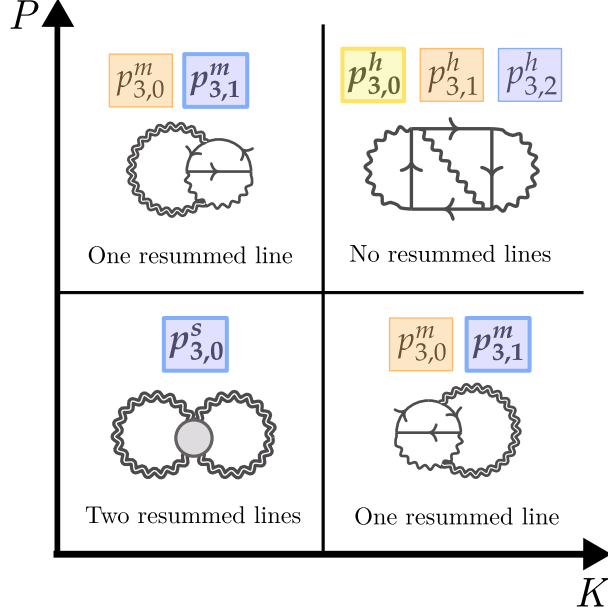 P
p^m_{3,0} p^m_{3,1} p^h_{3,0} p^h_{3,1} p^h_{3,2}
One resummed line No resummed lines
p^s_{3,0} p^m_{3,0} p^m_{3,1}
Two resummed lines One resummed line
K